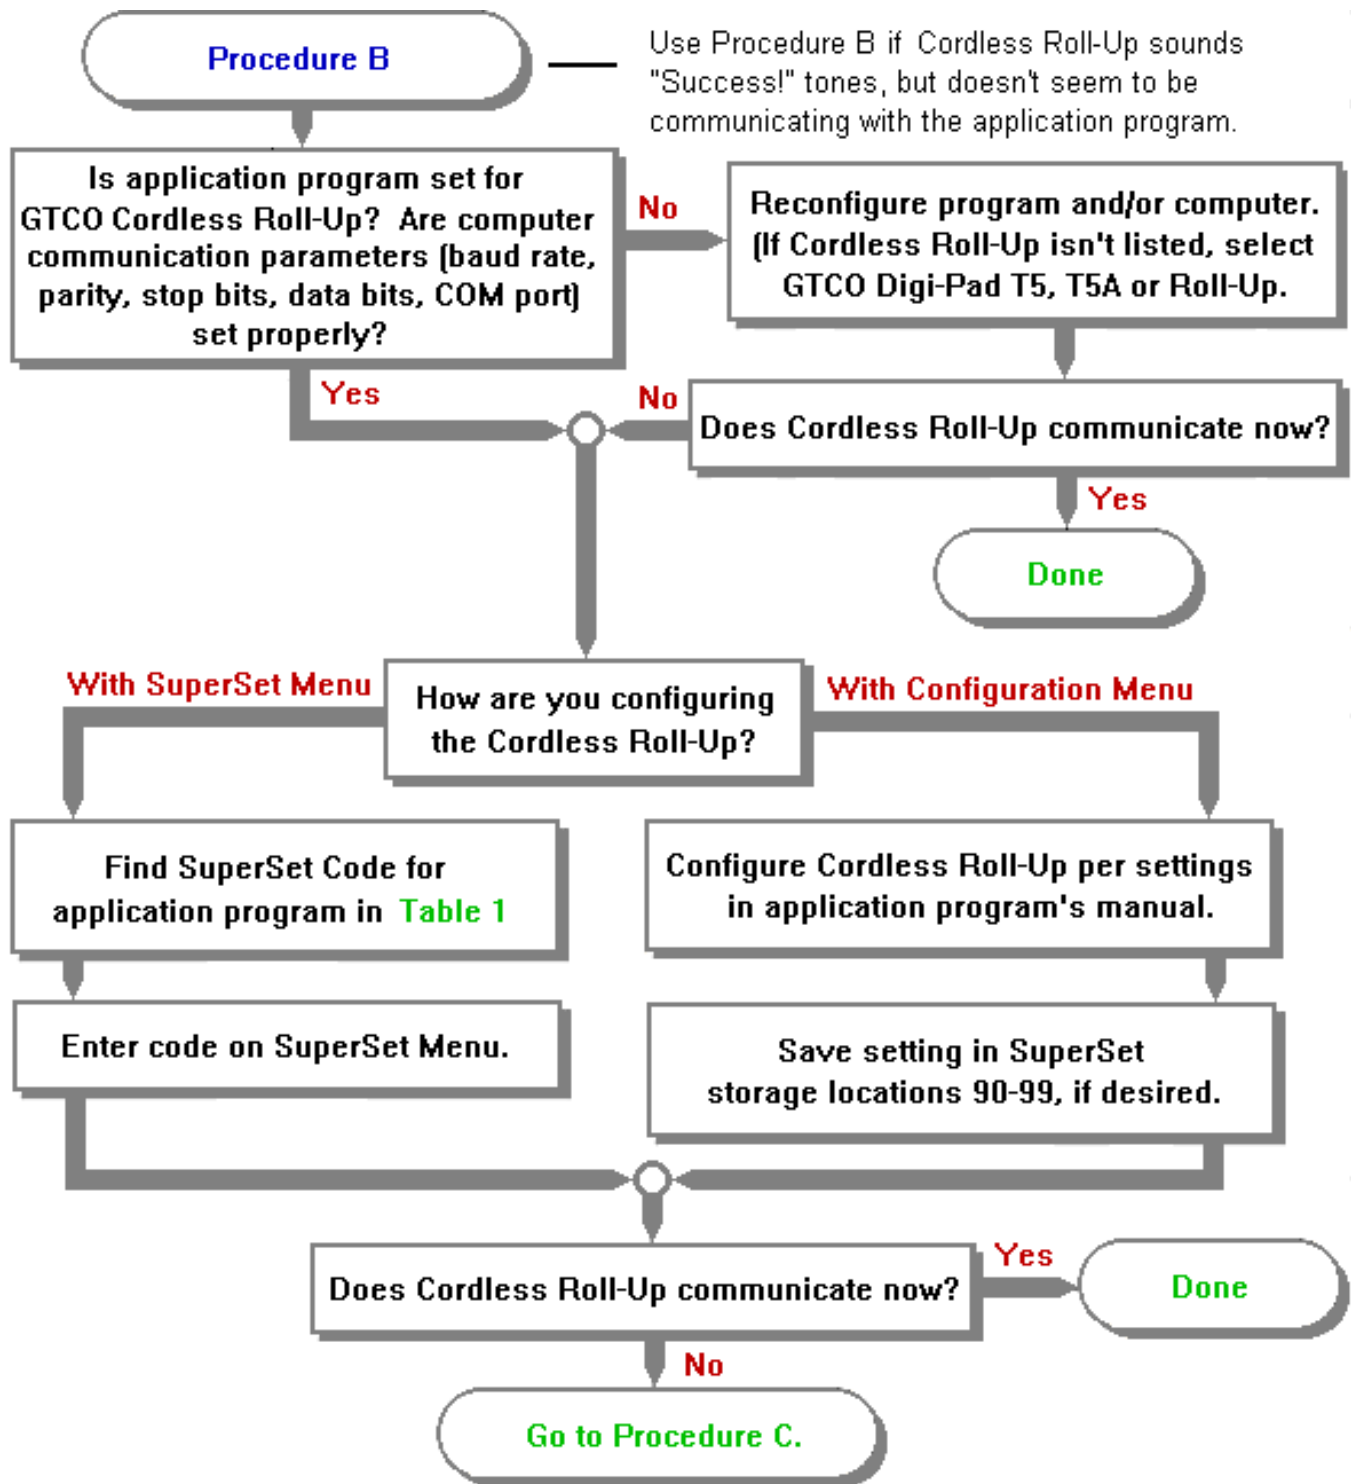 Procedure B
Use Procedure B if Cordless Roll-Up sounds
"Success!" tones, but doesn't seem to be
communicating with the application program.
Is application program set for
GTCO Cordless Roll-Up? Are computer
communication parameters (baud rate,
parity, stop bits, data bits, COM port)
set properly?
No
Reconfigure program and/or computer.
(If Cordless Roll-Up isn't listed, select
GTCO Digi-Pad T5, T5A or Roll-Up.
Yes
No
Does Cordless Roll-Up communicate now?
Yes
Done
With SuperSet Menu
How are you configuring
the Cordless Roll-Up?
With Configuration Menu
Find SuperSet Code for
application program in Table 1
Configure Cordless Roll-Up per settings
in application program's manual.
Enter code on SuperSet Menu.
Save setting in SuperSet
storage locations 90-99, if desired.
Does Cordless Roll-Up communicate now?
Yes
Done
No
Go to Procedure C.